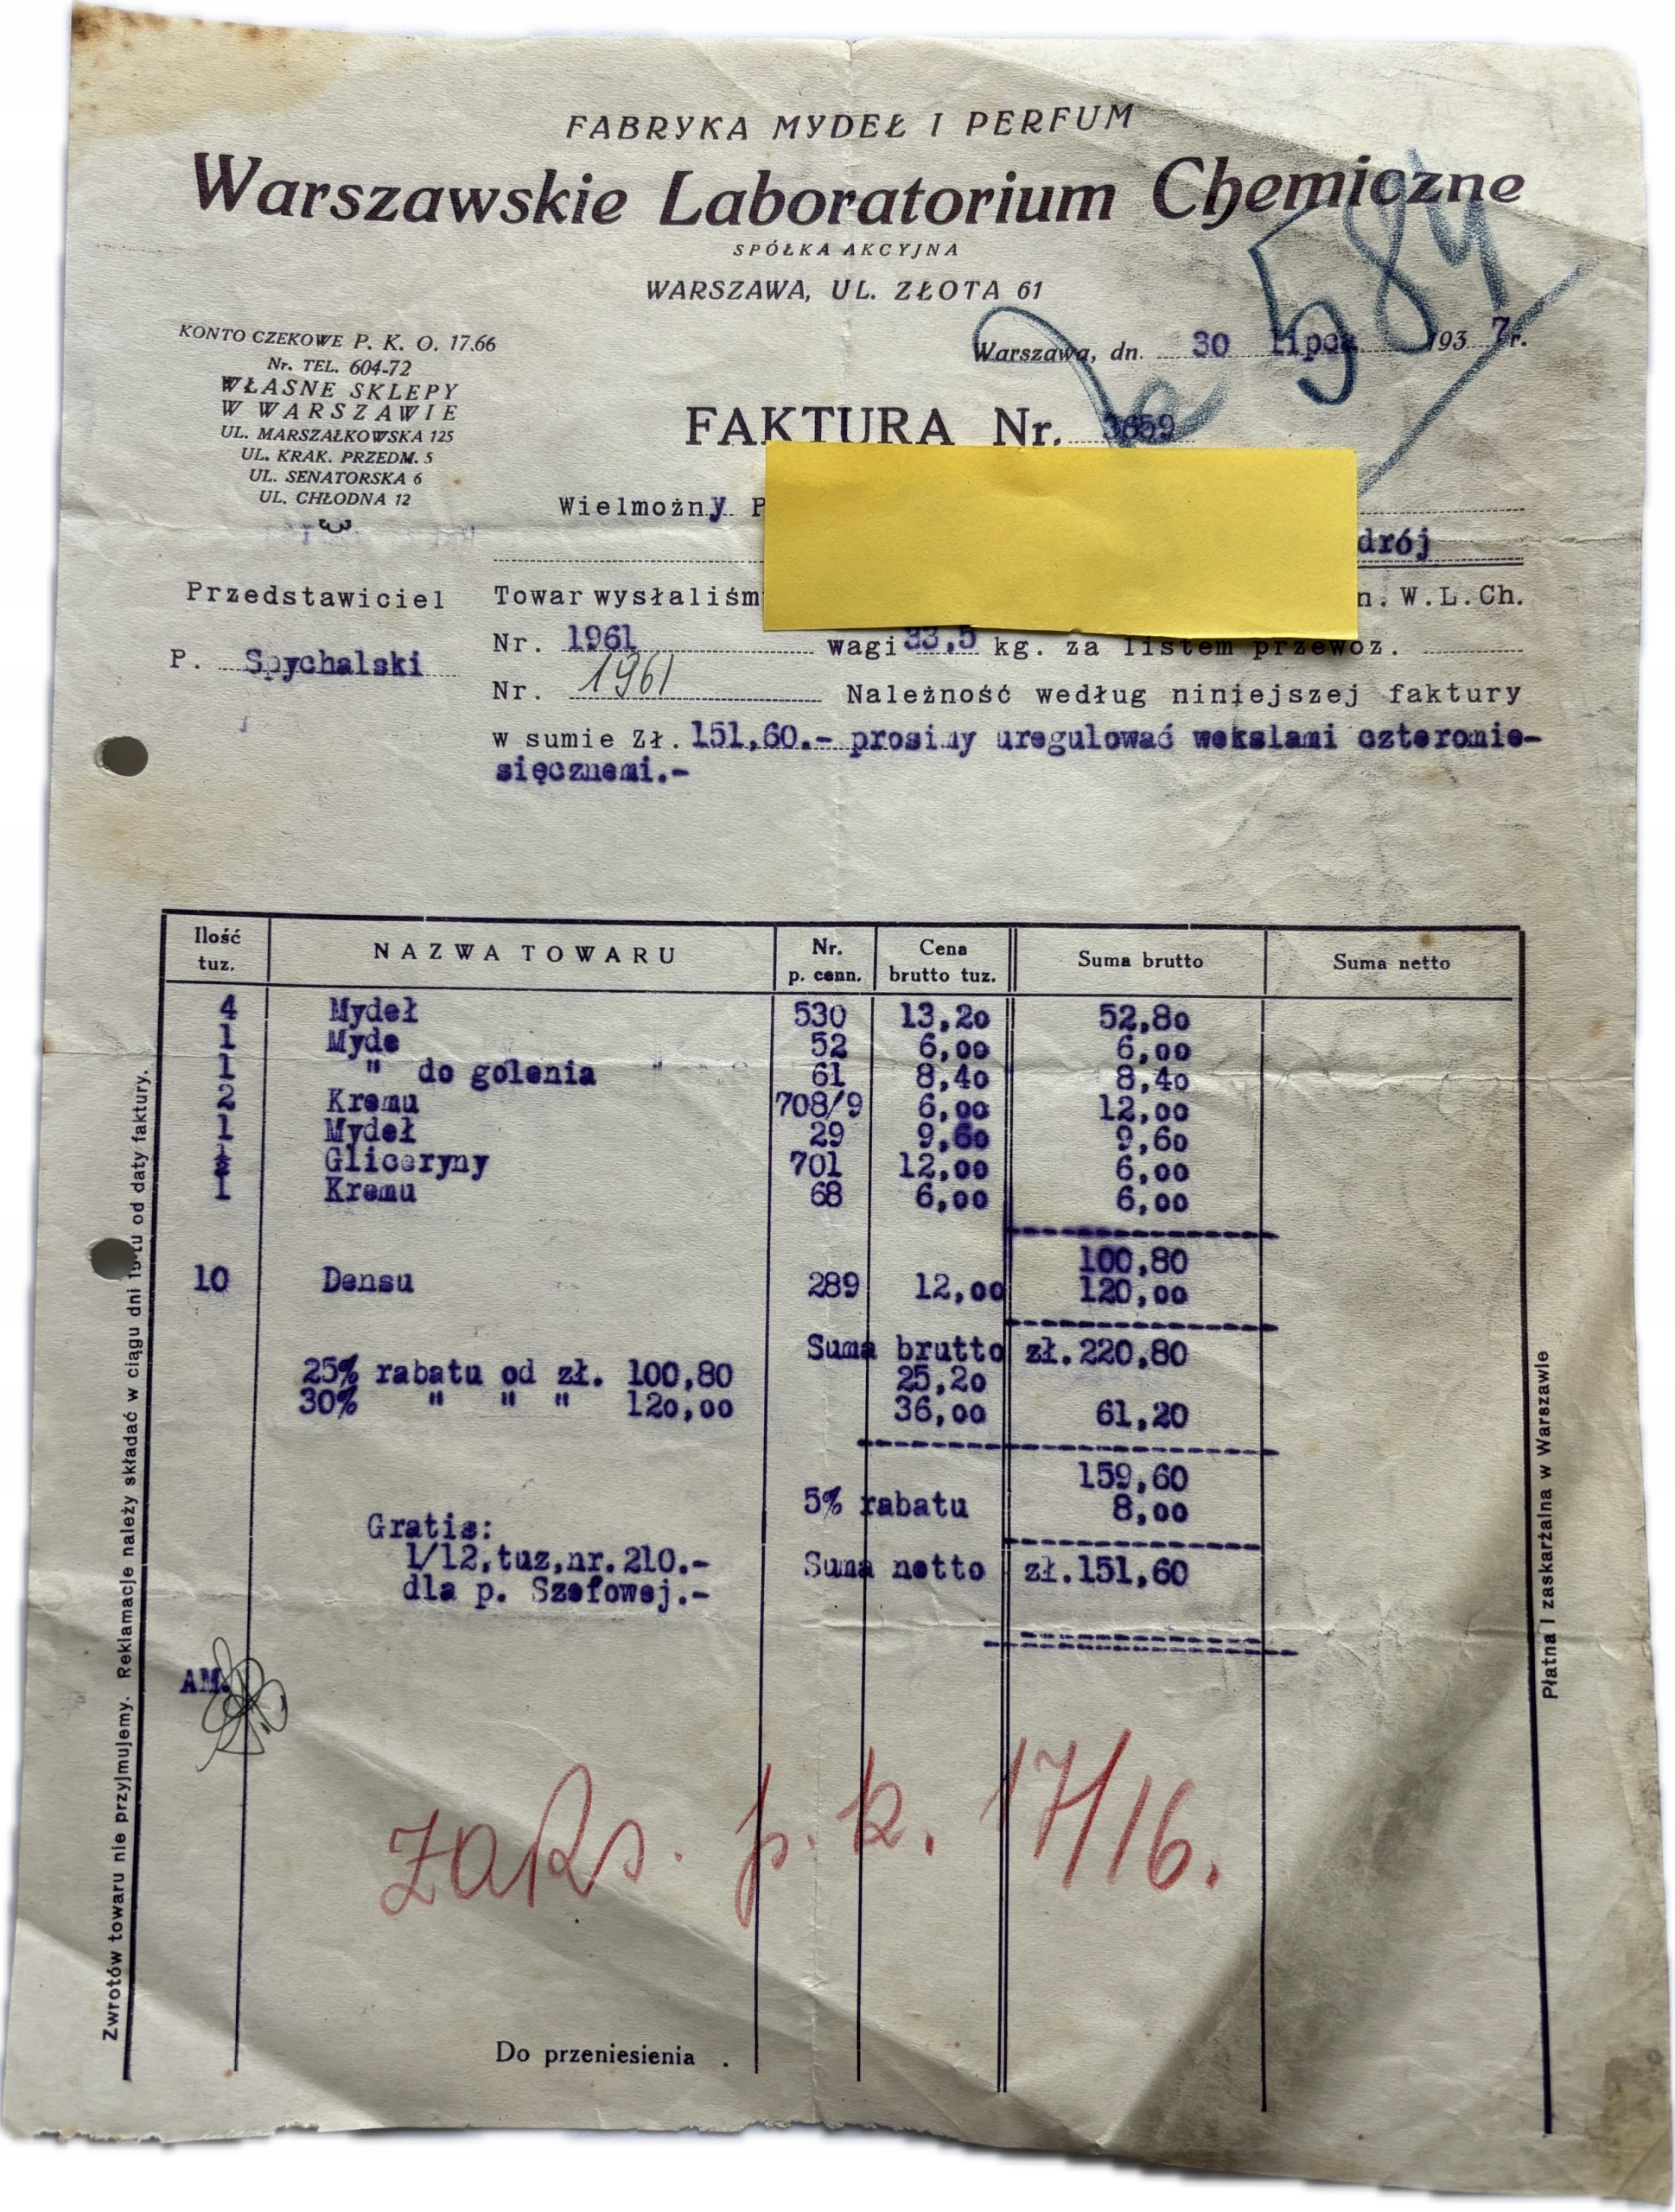 FABRYKA MYDEŁ I PERFUM
Warszawskie Laboratorium Chemiczne
SPÓŁKA AKCYJNA
WARSZAWA, UL. ZŁOTA 61
584
KONTO CZEKOWE P. K. O. 17.66
Nr. TEL. 604-72
WŁASNE SKLEPY
W WARSZAWIE
UL. MARSZAŁKOWSKA 125
UL. KRAK. PRZEDM. 5
UL. SENATORSKA 6
UL. CHŁODNA 12
Warszawa, dn. 30 lipca 1937r.
FAKTURA Nr. 3659
Wielmożny P
drój
Przedstawiciel
P. Spychalski
Towar wysłaliśm n. W.L.Ch.
Nr. 1961 wagi 33,5 kg. za listem przewoz.
Nr. 1961 Należność według niniejszej faktury
w sumie Zł. 151,60.- prosimy uregulować wekslami czteromie-
sięcznemi.-
Ilość tuz. NAZWA TOWARU Nr. p. cenn. Cena brutto tuz. Suma brutto Suma netto
4 Mydeł 530 13,20 52,80
1 Myde 52 6,00 6,00
1 " do golenia 61 8,40 8,40
2 Kremu 708/9 6,00 12,00
1 Mydeł 29 9,60 9,60
½ Gliceryny 701 12,00 6,00
1 Kremu 68 6,00 6,00
100,80
10 Densu 289 12,00 120,00
Suma brutto zł.220,80
25% rabatu od zł. 100,80 25,20
30% " " " 120,00 36,00 61,20
159,60
5% rabatu 8,00
Gratis:
1/12,tuz,nr.210.-
dla p. Szefowej.-
Suma netto zł.151,60
AM.
zaks. p. k. 17/16.
Do przeniesienia .
Zwrotów towaru nie przyjmujemy. Reklamacje należy składać w ciągu dni od daty faktury.
Płatna i zaskarżalna w Warszawie